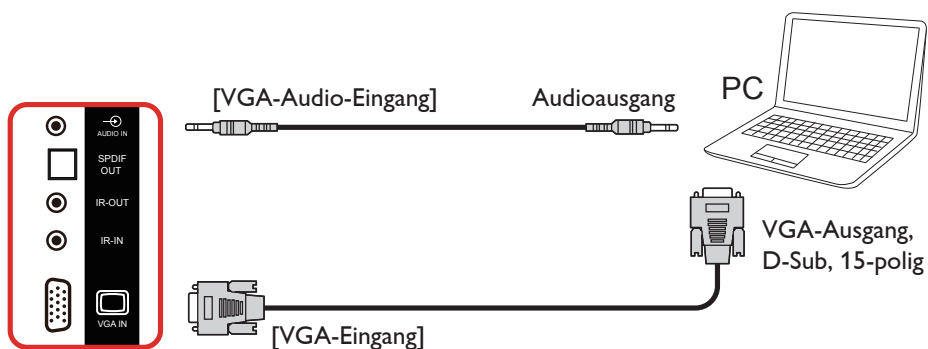 [VGA-Audio-Eingang]
Audioausgang
PC
AUDIO IN
SPDIF
OUT
IR-OUT
IR-IN
VGA IN
VGA-Ausgang,
D-Sub, 15-polig
[VGA-Eingang]